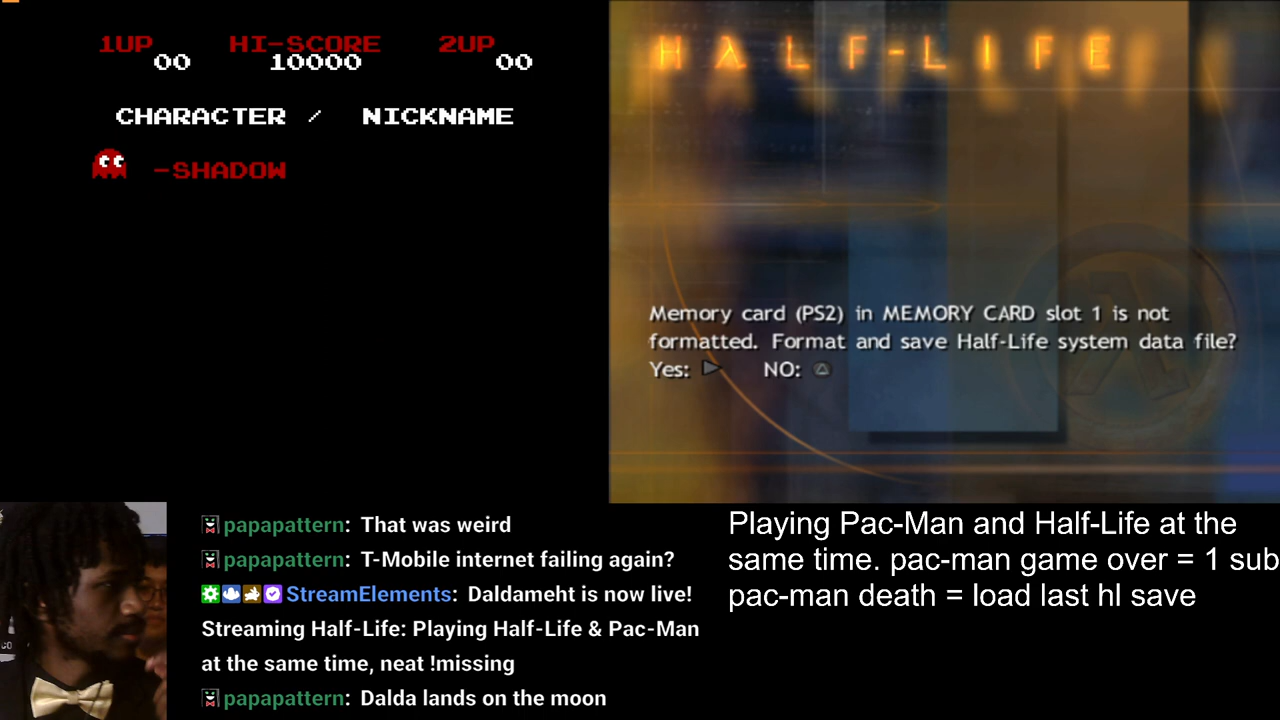 1UP HI-SCORE 2UP
00 10000 00
CHARACTER / NICKNAME
-SHADOW
HALF-LIFE
Memory card (PS2) in MEMORY CARD slot 1 is not
formatted. Format and save Half-Life system data file?
Yes: NO:
papapattern: That was weird
papapattern: T-Mobile internet failing again?
StreamElements: Daldameht is now live!
Streaming Half-Life: Playing Half-Life & Pac-Man
at the same time, neat !missing
papapattern: Dalda lands on the moon
Playing Pac-Man and Half-Life at the
same time. pac-man game over = 1 sub
pac-man death = load last hl save